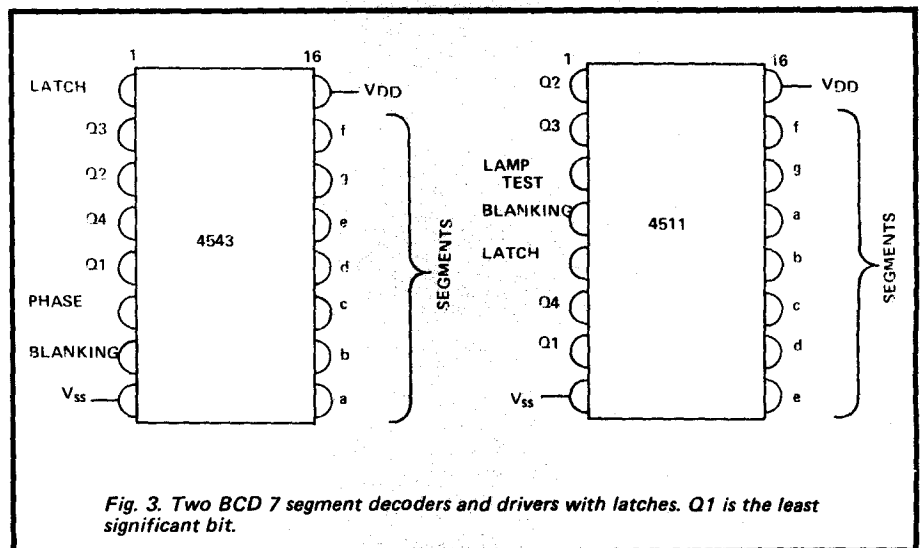 1
16
LATCH
VDD
Q3
f
Q2
g
Q4
e
4543
Q1
d
PHASE
c
BLANKING
b
Vss
a
SEGMENTS
1
16
Q2
VDD
Q3
f
LAMP
TEST
g
BLANKING
a
4511
LATCH
b
Q4
c
Q1
d
Vss
e
SEGMENTS
Fig. 3. Two BCD 7 segment decoders and drivers with latches. Q1 is the least
significant bit.